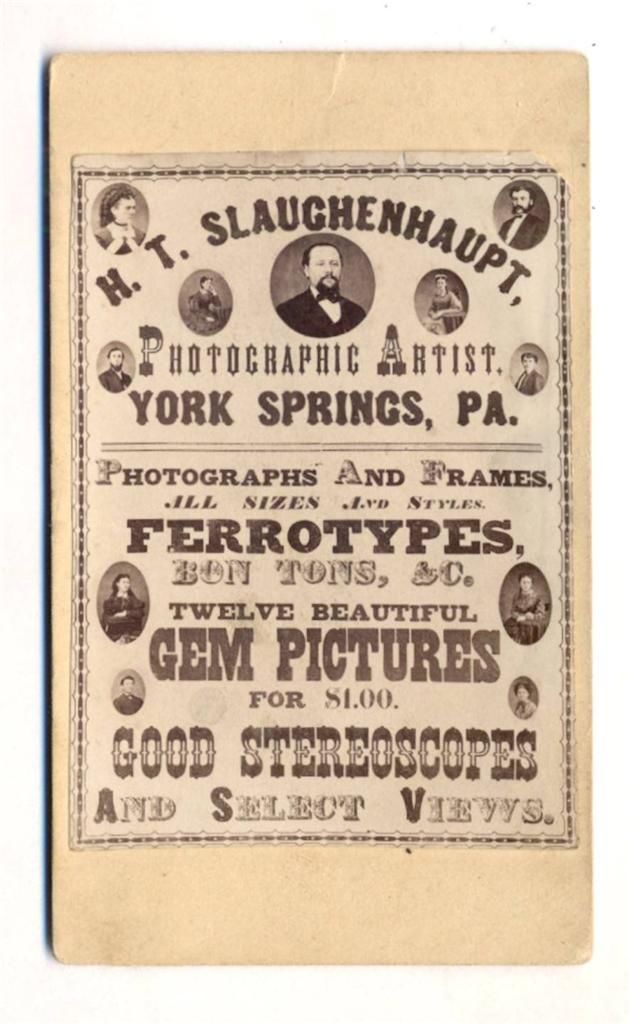 H. T. SLAUGHENHAUPT,
PHOTOGRAPHIC ARTIST.
YORK SPRINGS, PA.
PHOTOGRAPHS AND FRAMES,
ALL SIZES AND STYLES.
FERROTYPES,
BON TONS, &C.
TWELVE BEAUTIFUL
GEM PICTURES
FOR $1.00.
GOOD STEREOSCOPES
AND SELECT VIEWS.